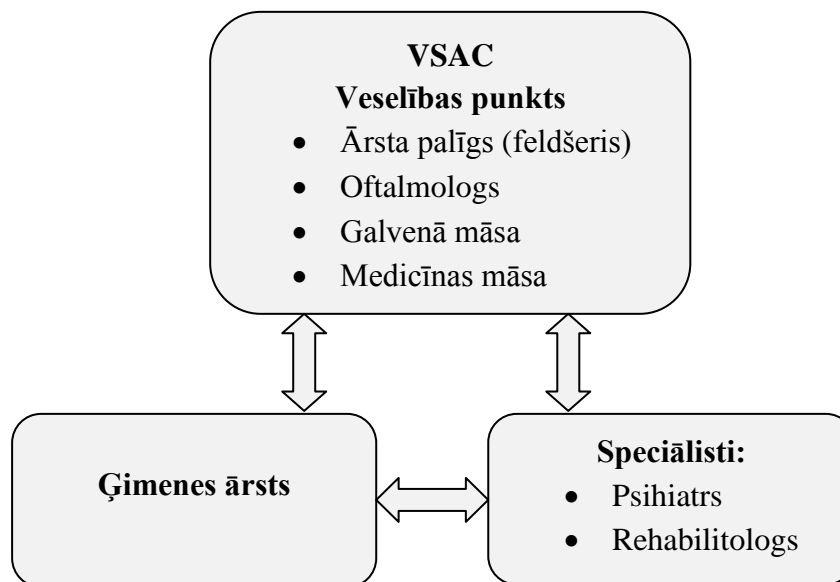 VSAC
Veselības punkts
• Ārsta palīgs (feldšeris)
• Oftalmologs
• Galvenā māsa
• Medicīnas māsa
Ģimenes ārsts
Speciālisti:
• Psihiatrs
• Rehabilitologs